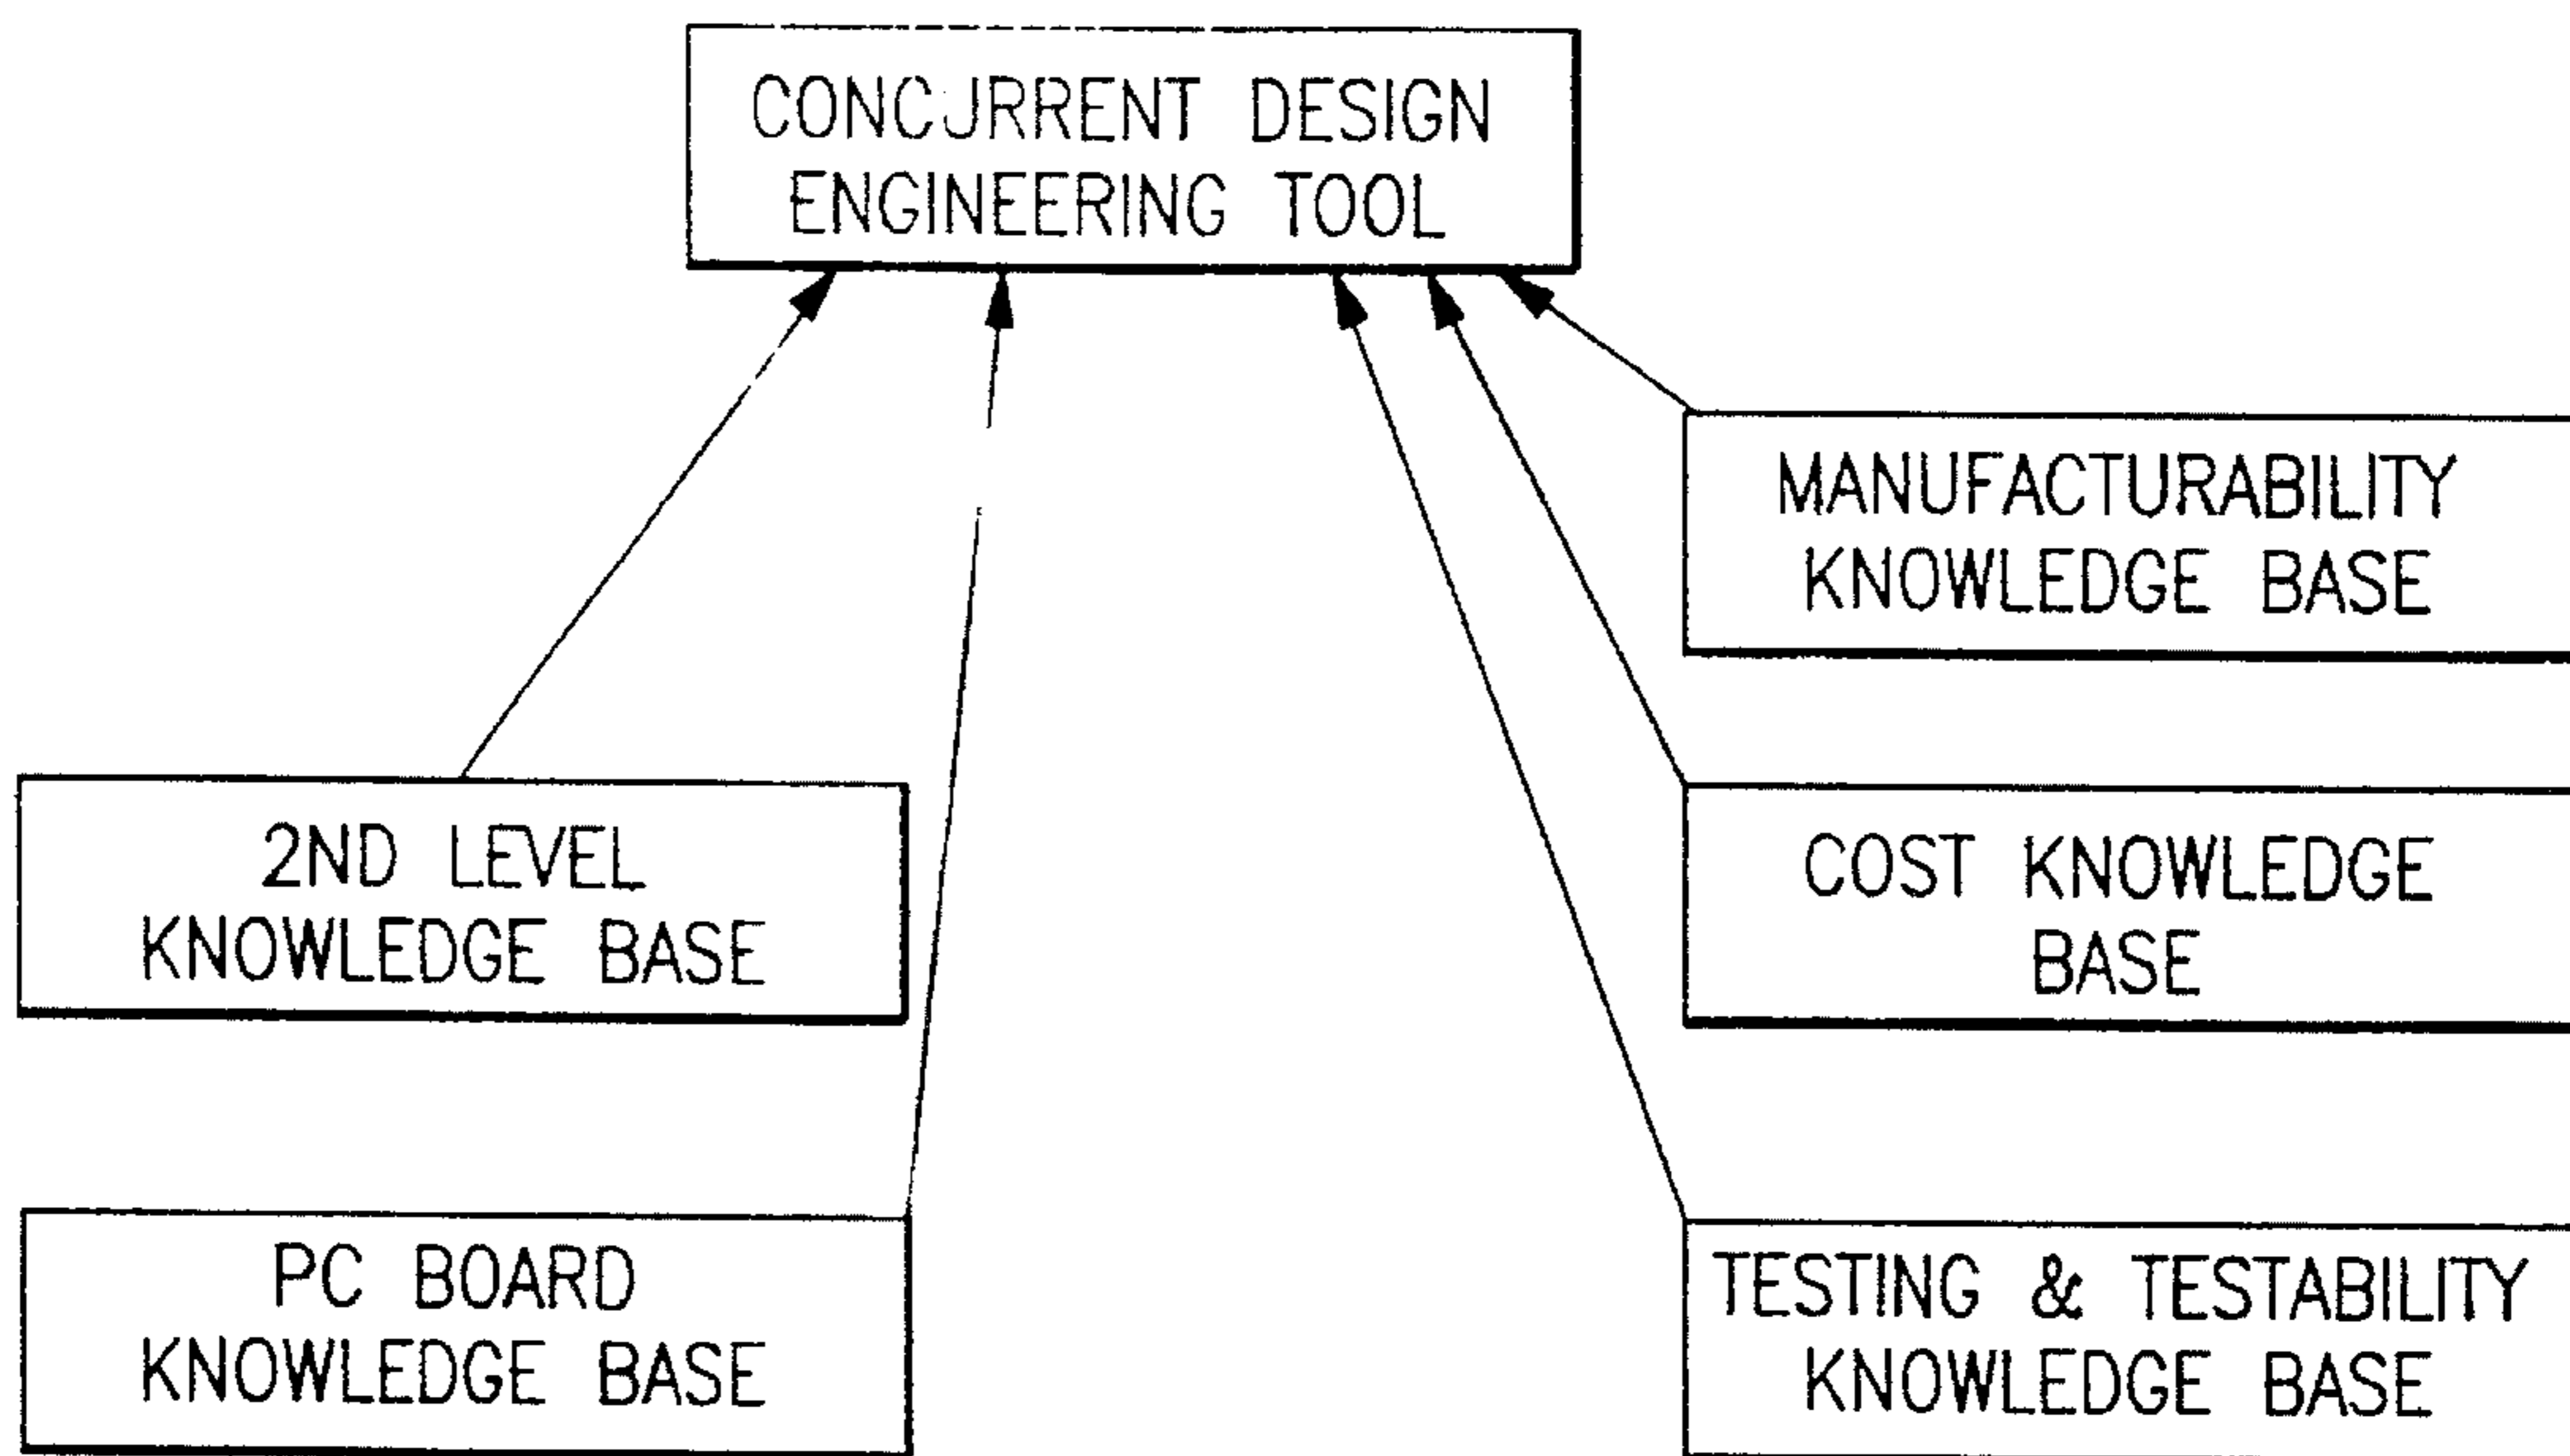 CONCURRENT DESIGN
ENGINEERING TOOL
MANUFACTURABILITY
KNOWLEDGE BASE
2ND LEVEL
KNOWLEDGE BASE
COST KNOWLEDGE
BASE
PC BOARD
KNOWLEDGE BASE
TESTING & TESTABILITY
KNOWLEDGE BASE